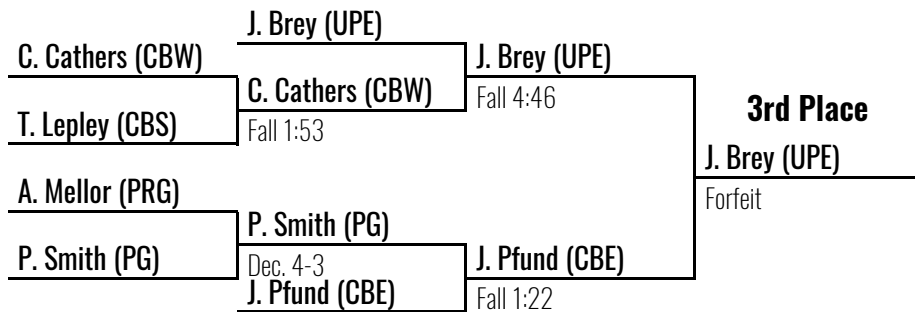 J. Brey (UPE)
C. Cathers (CBW)
J. Brey (UPE)
C. Cathers (CBW)
Fall 4:46
3rd Place
T. Lepley (CBS)
Fall 1:53
J. Brey (UPE)
A. Mellor (PRG)
Forfeit
P. Smith (PG)
P. Smith (PG)
Dec. 4-3
J. Pfund (CBE)
J. Pfund (CBE)
Fall 1:22